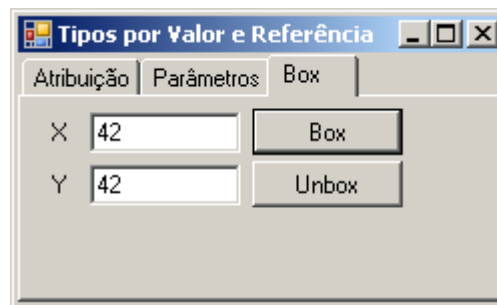 Tipos por Valor e Referência
Atribuição Parâmetros Box
X 42 Box
Y 42 Unbox